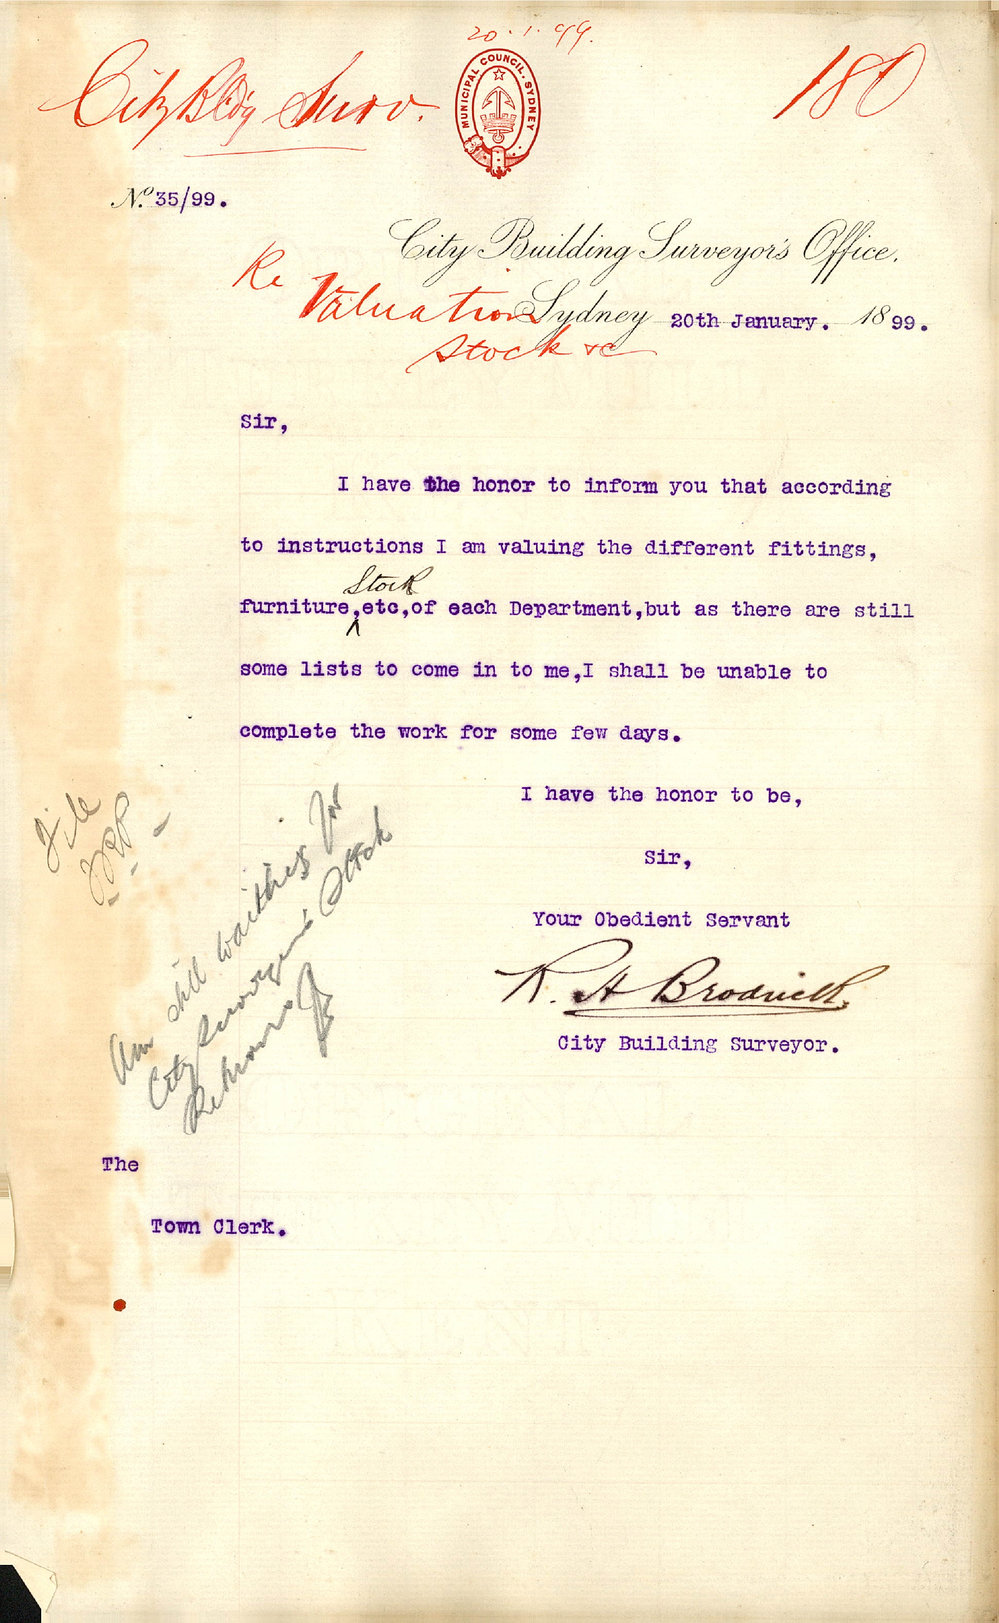 20.1.99.
City Bldg Surv.
MUNICIPAL COUNCIL. SYDNEY
180
No. 35/99.
City Building Surveyor's Office.
Re Valuation
Sydney 20th January. 1899.
Stock &c
Sir,
I have the honor to inform you that according
to instructions I am valuing the different fittings,
Stock
furniture,etc,of each Department,but as there are still
some lists to come in to me,I shall be unable to
complete the work for some few days.
I have the honor to be,
Sir,
Your Obedient Servant
R. H Brodrick.
City Building Surveyor.
File
Am still waiting for
City Surveyor's Stock
Returns
The
Town Clerk.